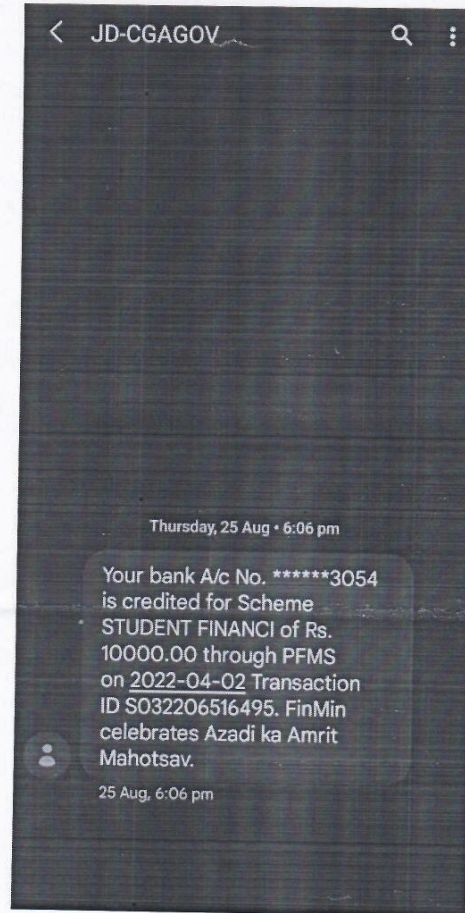 JD-CGAGOV
Thursday, 25 Aug • 6:06 pm
Your bank A/c No. ******3054
is credited for Scheme
STUDENT FINANCI of Rs.
10000.00 through PFMS
on 2022-04-02 Transaction
ID S032206516495. FinMin
celebrates Azadi ka Amrit
Mahotsav.
25 Aug, 6:06 pm